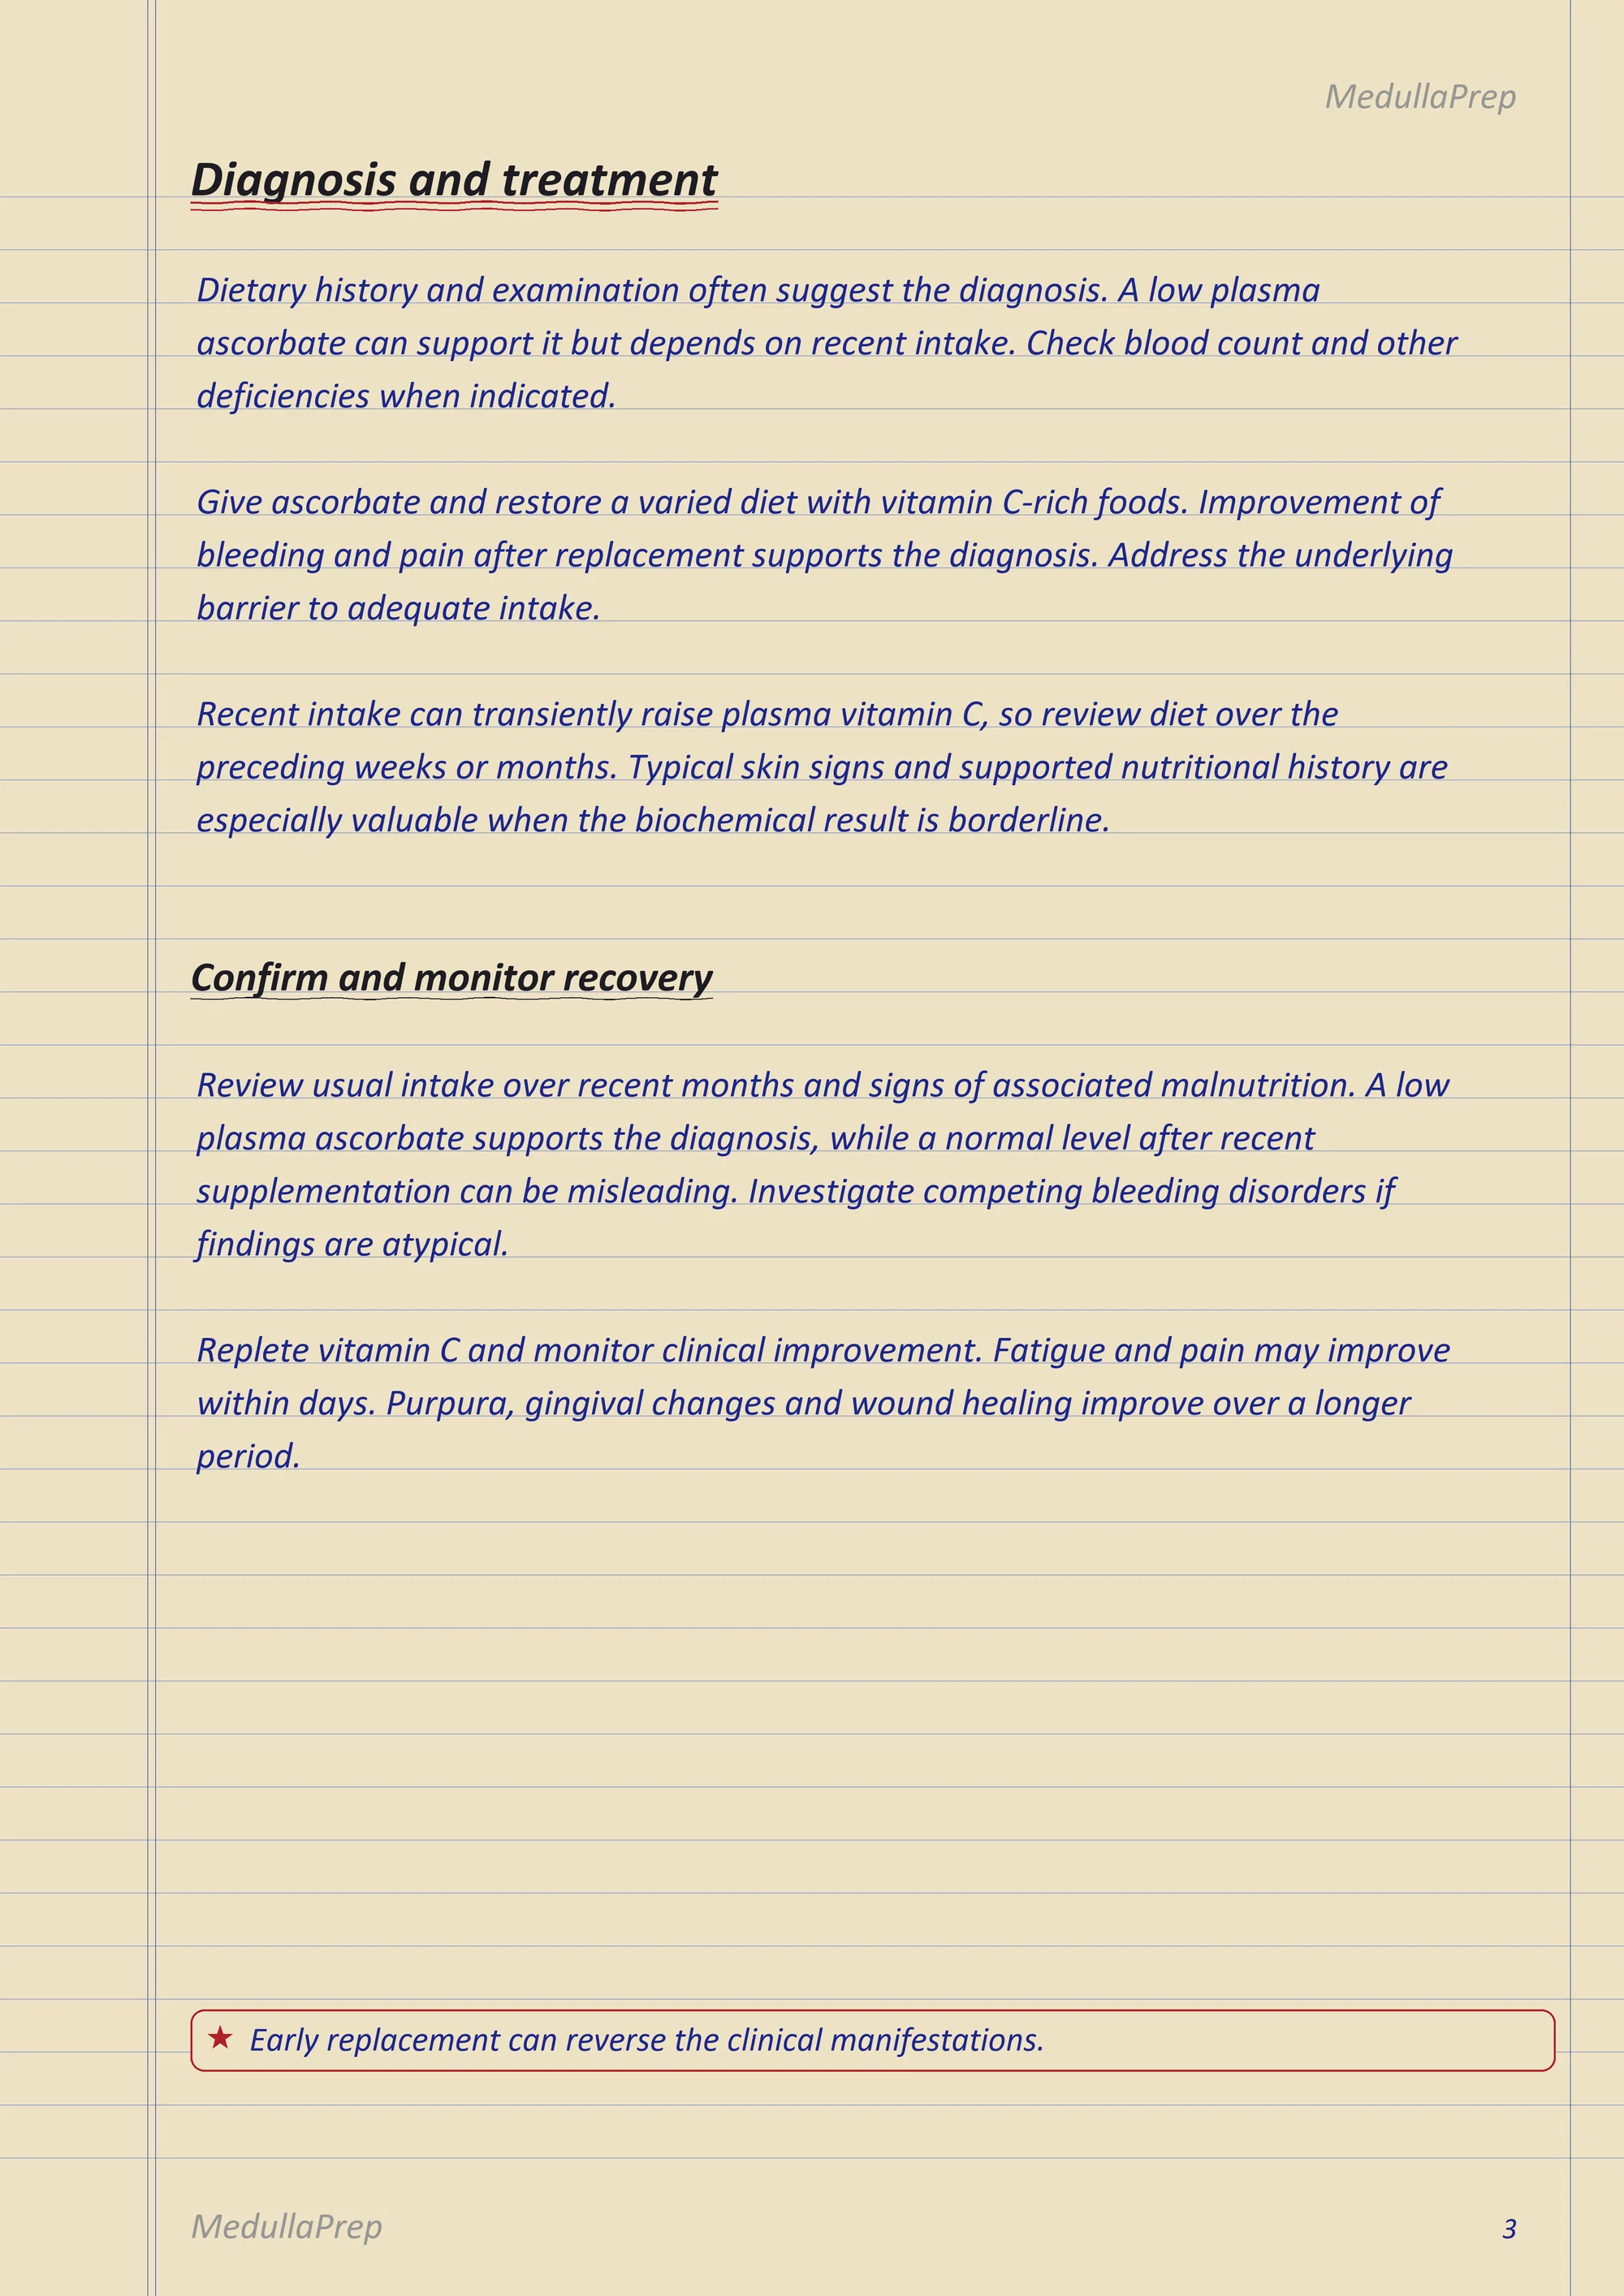 MedullaPrep
Diagnosis and treatment
Dietary history and examination often suggest the diagnosis. A low plasma
ascorbate can support it but depends on recent intake. Check blood count and other
deficiencies when indicated.
Give ascorbate and restore a varied diet with vitamin C-rich foods. Improvement of
bleeding and pain after replacement supports the diagnosis. Address the underlying
barrier to adequate intake.
Recent intake can transiently raise plasma vitamin C, so review diet over the
preceding weeks or months. Typical skin signs and supported nutritional history are
especially valuable when the biochemical result is borderline.
Confirm and monitor recovery
Review usual intake over recent months and signs of associated malnutrition. A low
plasma ascorbate supports the diagnosis, while a normal level after recent
supplementation can be misleading. Investigate competing bleeding disorders if
findings are atypical.
Replete vitamin C and monitor clinical improvement. Fatigue and pain may improve
within days. Purpura, gingival changes and wound healing improve over a longer
period.
★ Early replacement can reverse the clinical manifestations.
MedullaPrep
3